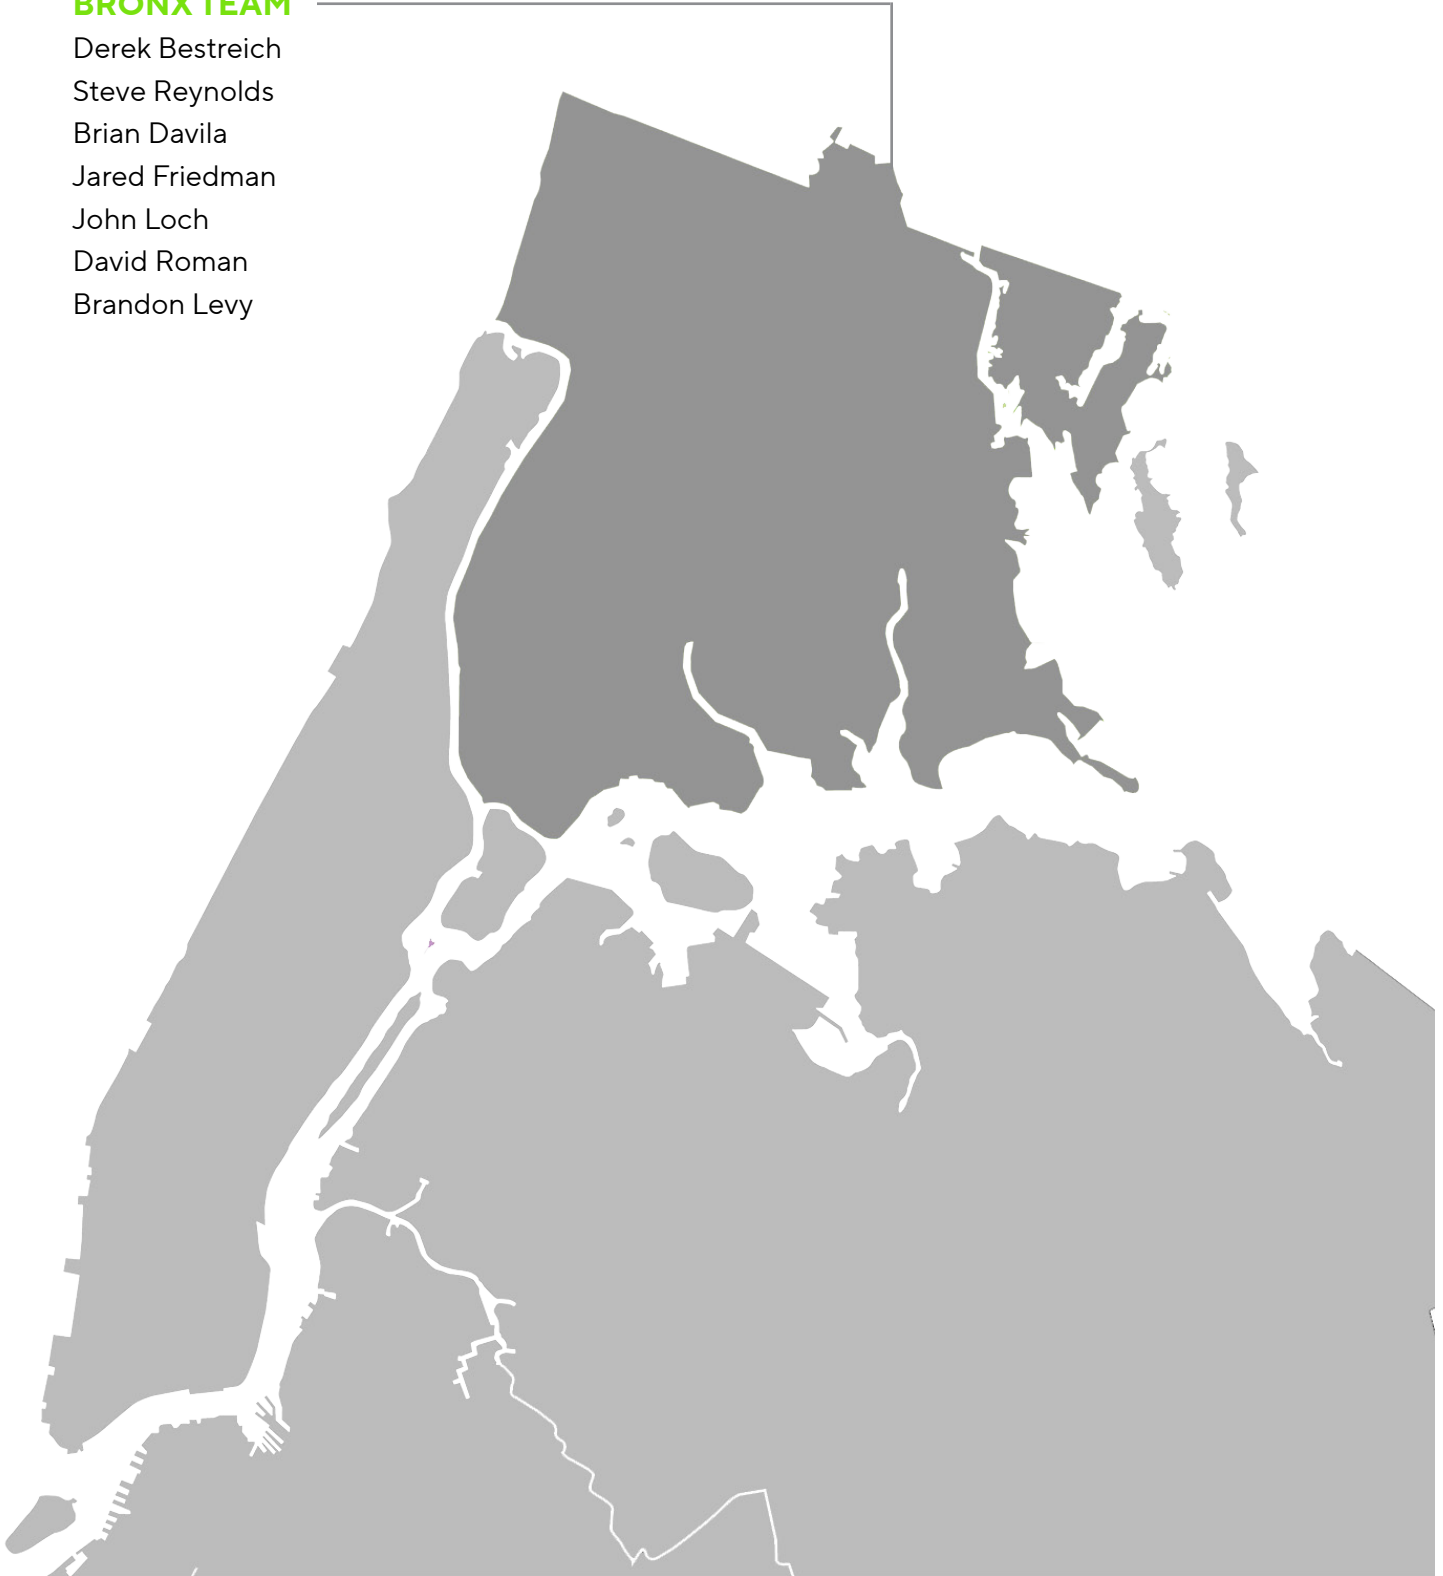 BRONX TEAM
Derek Bestreich
Steve Reynolds
Brian Davila
Jared Friedman
John Loch
David Roman
Brandon Levy